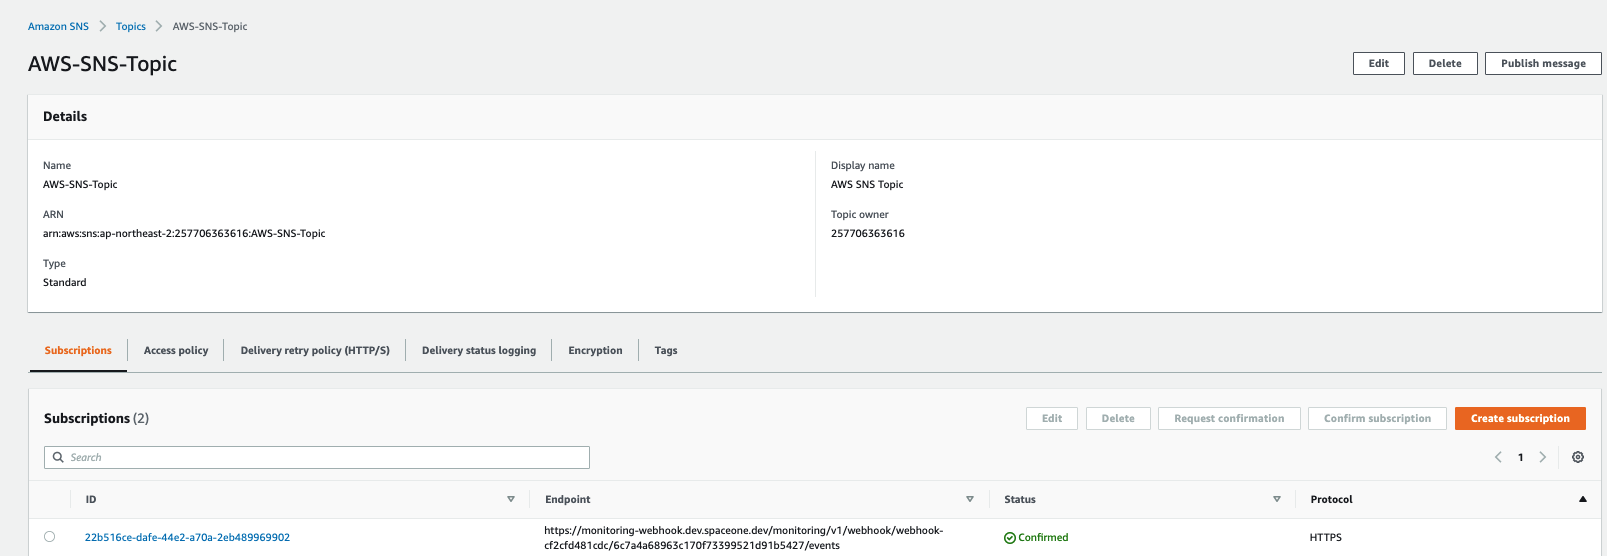 Amazon SNS > Topics > AWS-SNS-Topic
AWS-SNS-Topic
Edit Delete Publish message
Details
Name Display name
AWS-SNS-Topic AWS SNS Topic
ARN Topic owner
arn:aws:sns:ap-northeast-2:257706363616:AWS-SNS-Topic 257706363616
Type
Standard
Subscriptions Access policy Delivery retry policy (HTTP/S) Delivery status logging Encryption Tags
Subscriptions (2) Edit Delete Request confirmation Confirm subscription Create subscription
Search < 1 >
ID Endpoint Status Protocol
22b516ce-dafe-44e2-a70a-2eb489969902 https://monitoring-webhook.dev.spaceone.dev/monitoring/v1/webhook/webhook- Confirmed HTTPS
cf2cfd481cdc/6c7a4a68963c170f73399521d91b5427/events